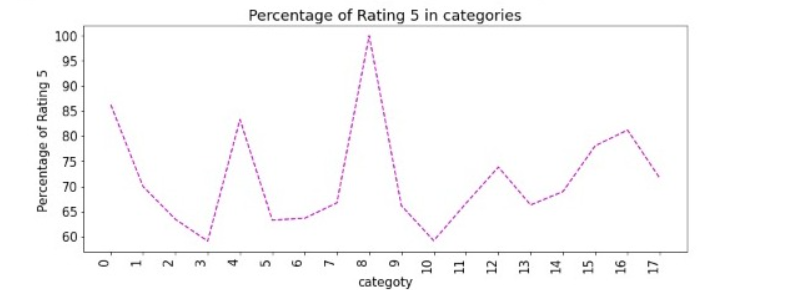 Percentage of Rating 5 in categories
Percentage of Rating 5
100
95
90
85
80
75
70
65
60
0 1 2 3 4 5 6 7 8 9 10 11 12 13 14 15 16 17
categoty